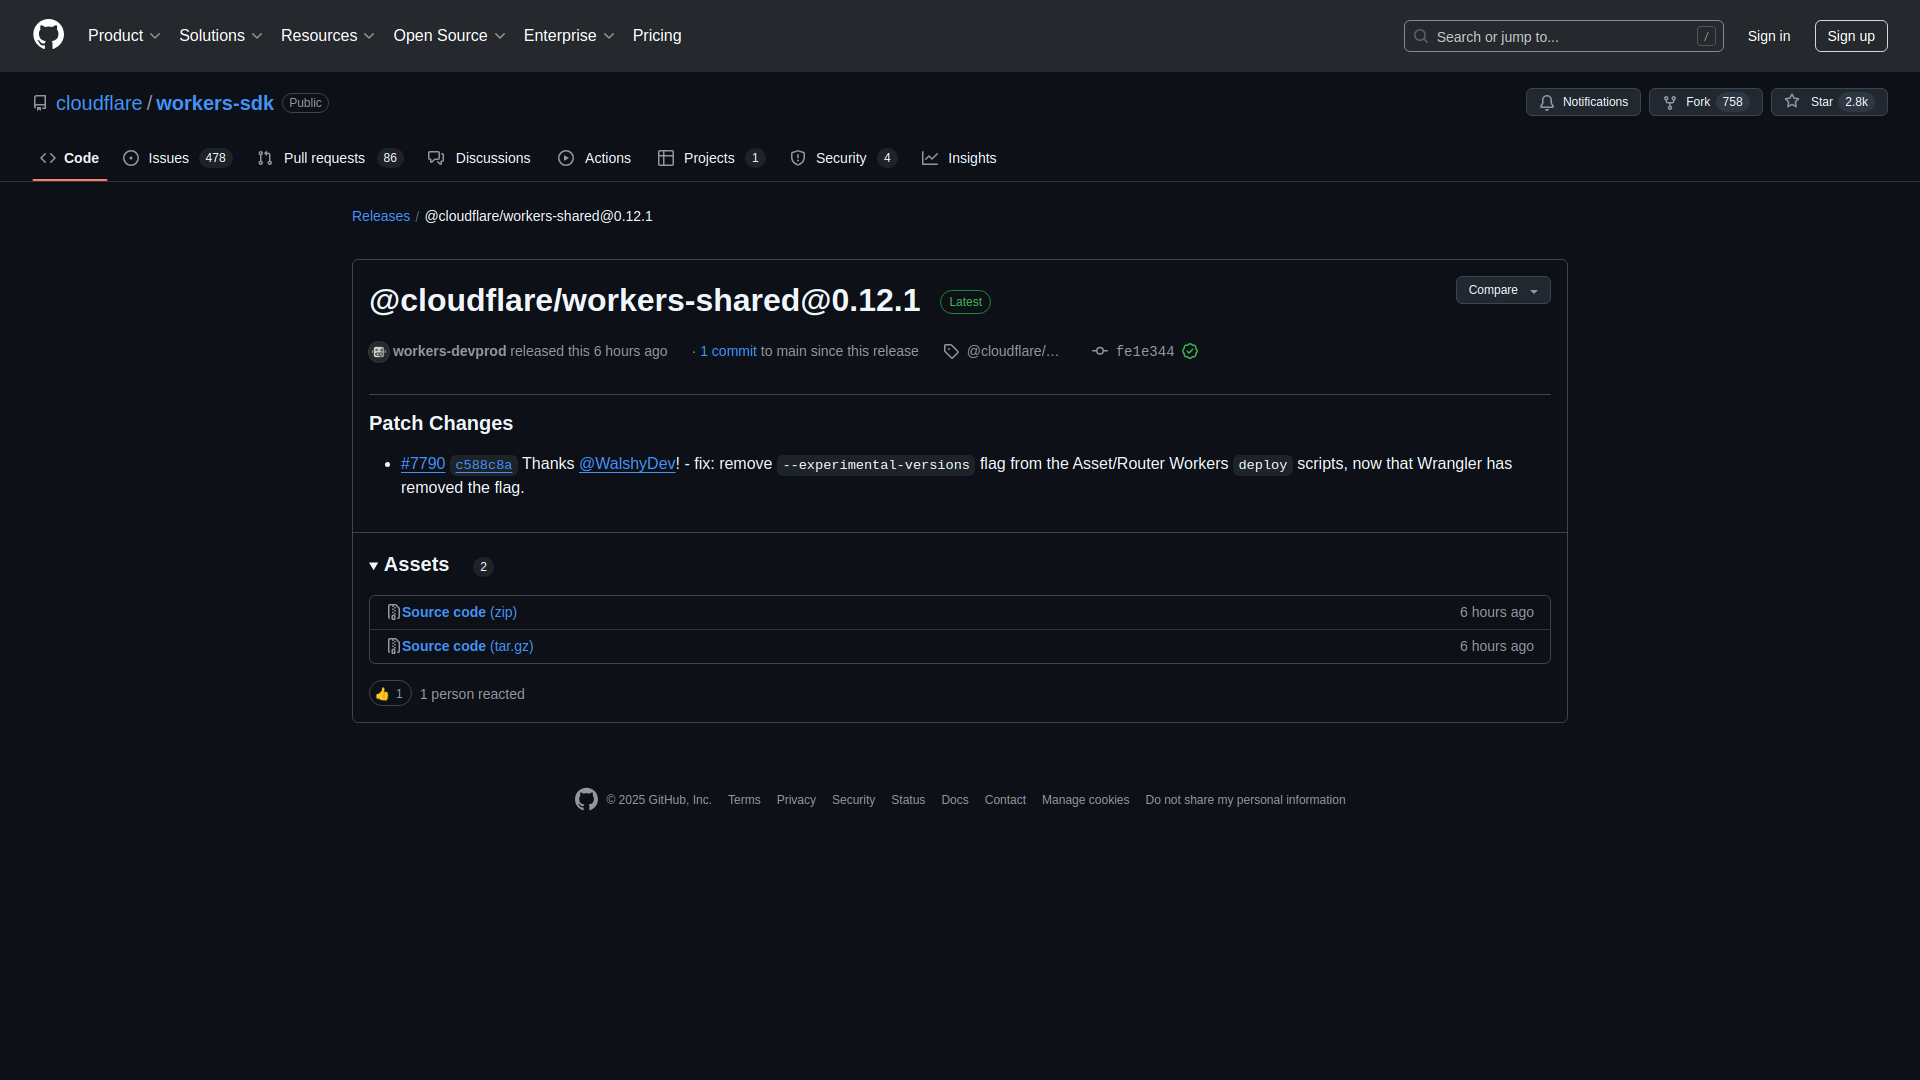 Product Solutions Resources Open Source Enterprise Pricing Search or jump to... / Sign in Sign up
cloudflare / workers-sdk Public Notifications Fork 758 Star 2.8k
Code Issues 478 Pull requests 86 Discussions Actions Projects 1 Security 4 Insights
Releases / @cloudflare/workers-shared@0.12.1
@cloudflare/workers-shared@0.12.1 Latest Compare
workers-devprod released this 6 hours ago · 1 commit to main since this release @cloudflare/… fe1e344
Patch Changes
• #7790 c588c8a Thanks @WalshyDev! - fix: remove --experimental-versions flag from the Asset/Router Workers deploy scripts, now that Wrangler has
removed the flag.
Assets 2
Source code (zip) 6 hours ago
Source code (tar.gz) 6 hours ago
👍 1 1 person reacted
© 2025 GitHub, Inc. Terms Privacy Security Status Docs Contact Manage cookies Do not share my personal information